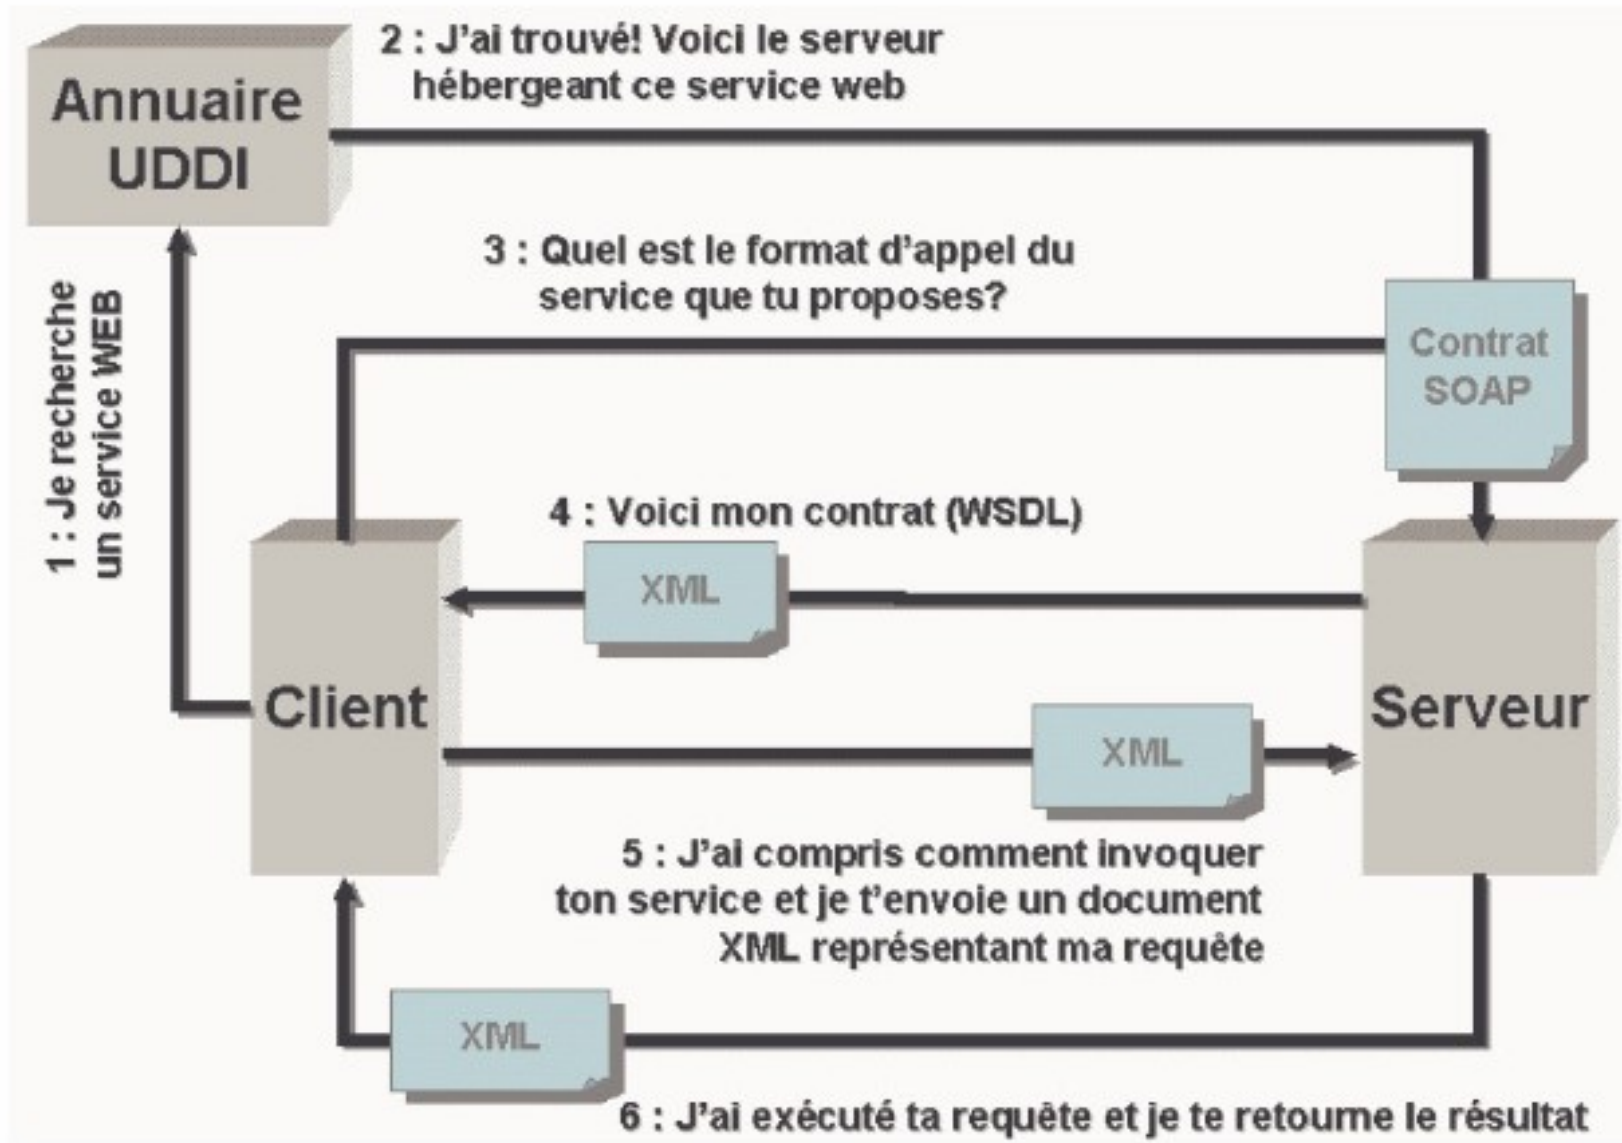 Annuaire
UDDI
2 : J'ai trouvé! Voici le serveur
hébergeant ce service web
1 : Je recherche
un service WEB
3 : Quel est le format d'appel du
service que tu proposes?
Contrat
SOAP
4 : Voici mon contrat (WSDL)
XML
Client
Serveur
XML
5 : J'ai compris comment invoquer
ton service et je t'envoie un document
XML représentant ma requête
XML
6 : J'ai exécuté ta requête et je te retourne le résultat